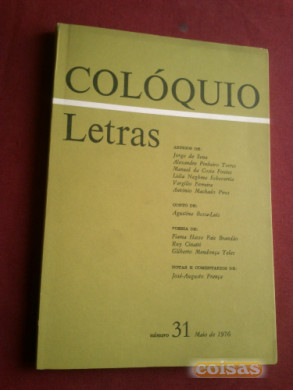 COLÓQUIO
Letras
ENSAIOS DE:
Jorge de Sena
Alexandre Pinheiro Torres
Manuel da Costa Fontes
Lélia Parreira Duarte
Vergílio Ferreira
António Machado Pires
CONTO DE:
Agustina Bessa-Luís
POEMAS DE:
Fiama Hasse Pais Brandão
Ruy Cinatti
Gilberto Mendonça Teles
NOTAS E COMENTÁRIOS DE:
José-Augusto França
número 31 Maio de 1976
coisas